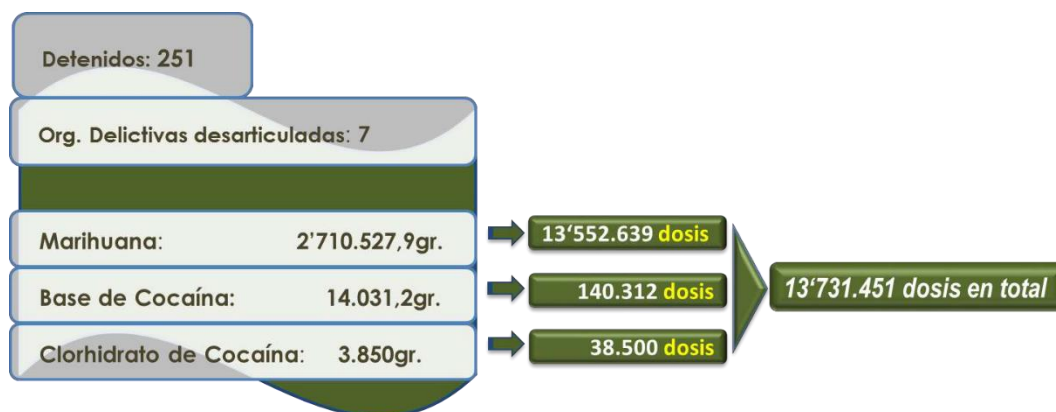 Detenidos: 251
Org. Delictivas desarticuladas: 7
Marihuana: 2’710.527,9gr. 13‘552.639 dosis
Base de Cocaína: 14.031,2gr. 140.312 dosis
Clorhidrato de Cocaína: 3.850gr. 38.500 dosis
13‘731.451 dosis en total